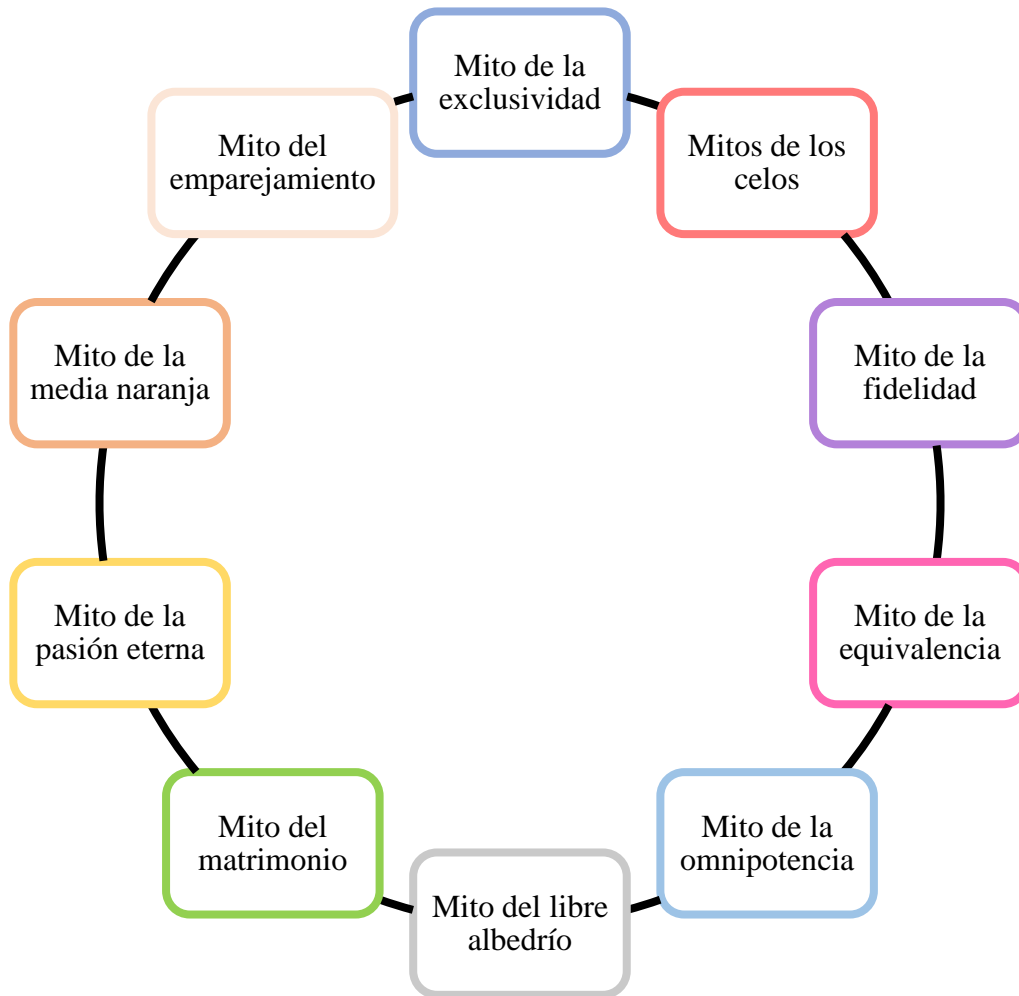 Mito de la
exclusividad
Mitos de los
celos
Mito de la
fidelidad
Mito de la
equivalencia
Mito de la
omnipotencia
Mito del libre
albedrío
Mito del
matrimonio
Mito de la
pasión eterna
Mito de la
media naranja
Mito del
emparejamiento